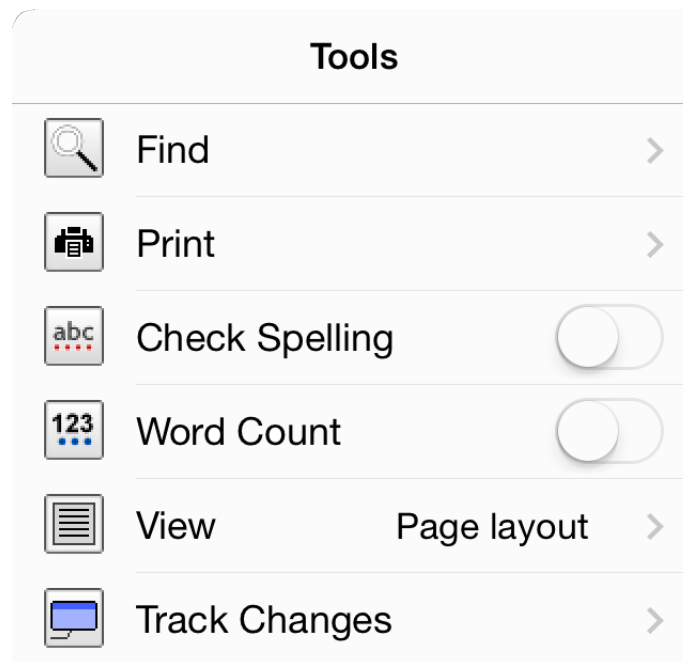 Tools
Find
Print
abc Check Spelling
123 Word Count
View Page layout
Track Changes